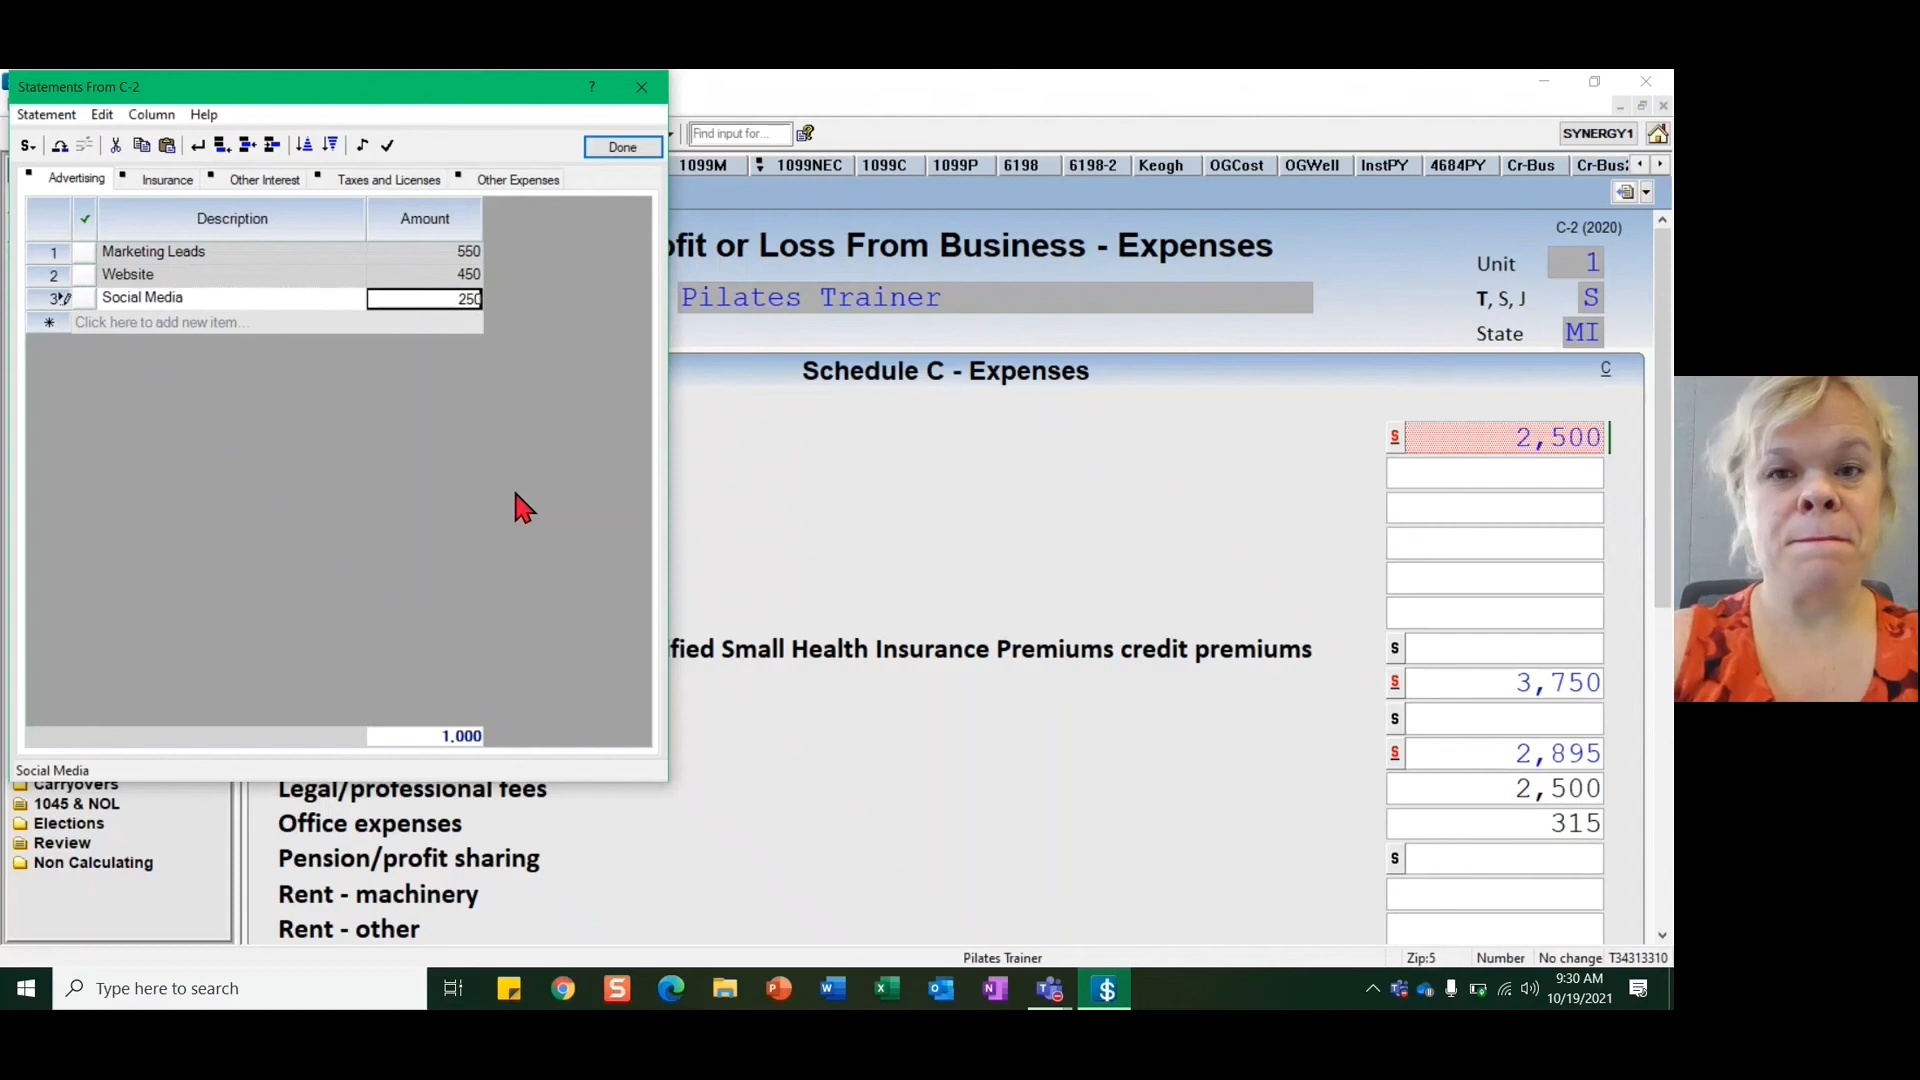 Statements From C-2
?
Statement Edit Column Help
Find input for...
SYNERGY1
S
Done
1099M 1099NEC 1099C 1099P 6198 6198-2 Keogh OGCost OGWell InstPY 4684PY Cr-Bus Cr-Bus
Advertising Insurance Other Interest Taxes and Licenses Other Expenses
Description Amount
1 Marketing Leads 550
2 Website 450
3 Social Media 250
Click here to add new item...
1,000
Social Media
C-2 (2020)
ofit or Loss From Business - Expenses
Unit 1
Pilates Trainer
T, S, J S
State MI
Schedule C - Expenses
C
S 2,500
fied Small Health Insurance Premiums credit premiums
S
S 3,750
S
S 2,895
Legal/professional fees 2,500
Office expenses 315
Pension/profit sharing S
Rent - machinery
Rent - other
Carryovers
1045 & NOL
Elections
Review
Non Calculating
Pilates Trainer
Zip:5 Number No change T34313310
Type here to search
9:30 AM
10/19/2021